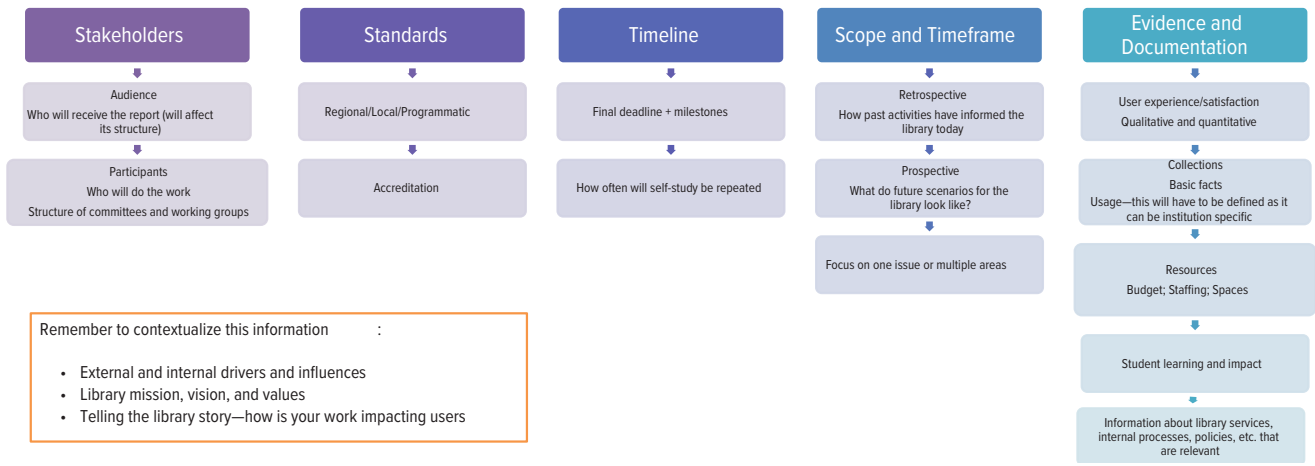 Stakeholders
Audience
Who will receive the report (will affect
its structure)
Participants
Who will do the work
Structure of committees and working groups
Standards
Regional/Local/Programmatic
Accreditation
Timeline
Final deadline + milestones
How often will self-study be repeated
Scope and Timeframe
Retrospective
How past activities have informed the
library today
Prospective
What do future scenarios for the
library look like?
Focus on one issue or multiple areas
Evidence and
Documentation
User experience/satisfaction
Qualitative and quantitative
Collections
Basic facts
Usage—this will have to be defined as it
can be institution specific
Resources
Budget; Staffing; Spaces
Student learning and impact
Information about library services,
internal processes, policies, etc. that
are relevant
Remember to contextualize this information :
• External and internal drivers and influences
• Library mission, vision, and values
• Telling the library story—how is your work impacting users